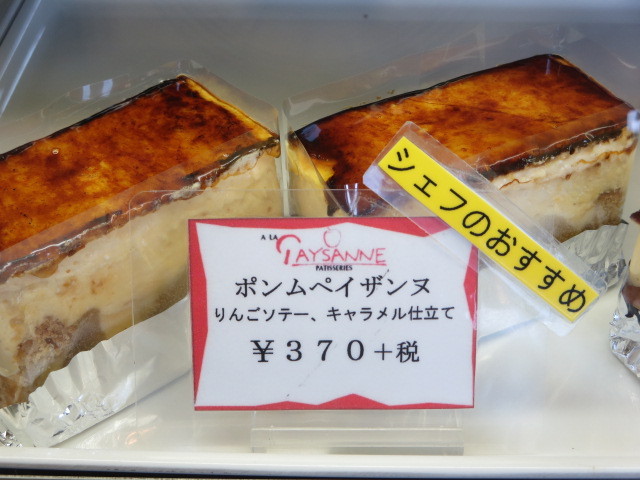 シェフのおすすめ
A LA
PAYSANNE
PATISSERIES
ポンムペイザンヌ
りんごソテー、キャラメル仕立て
￥370+税